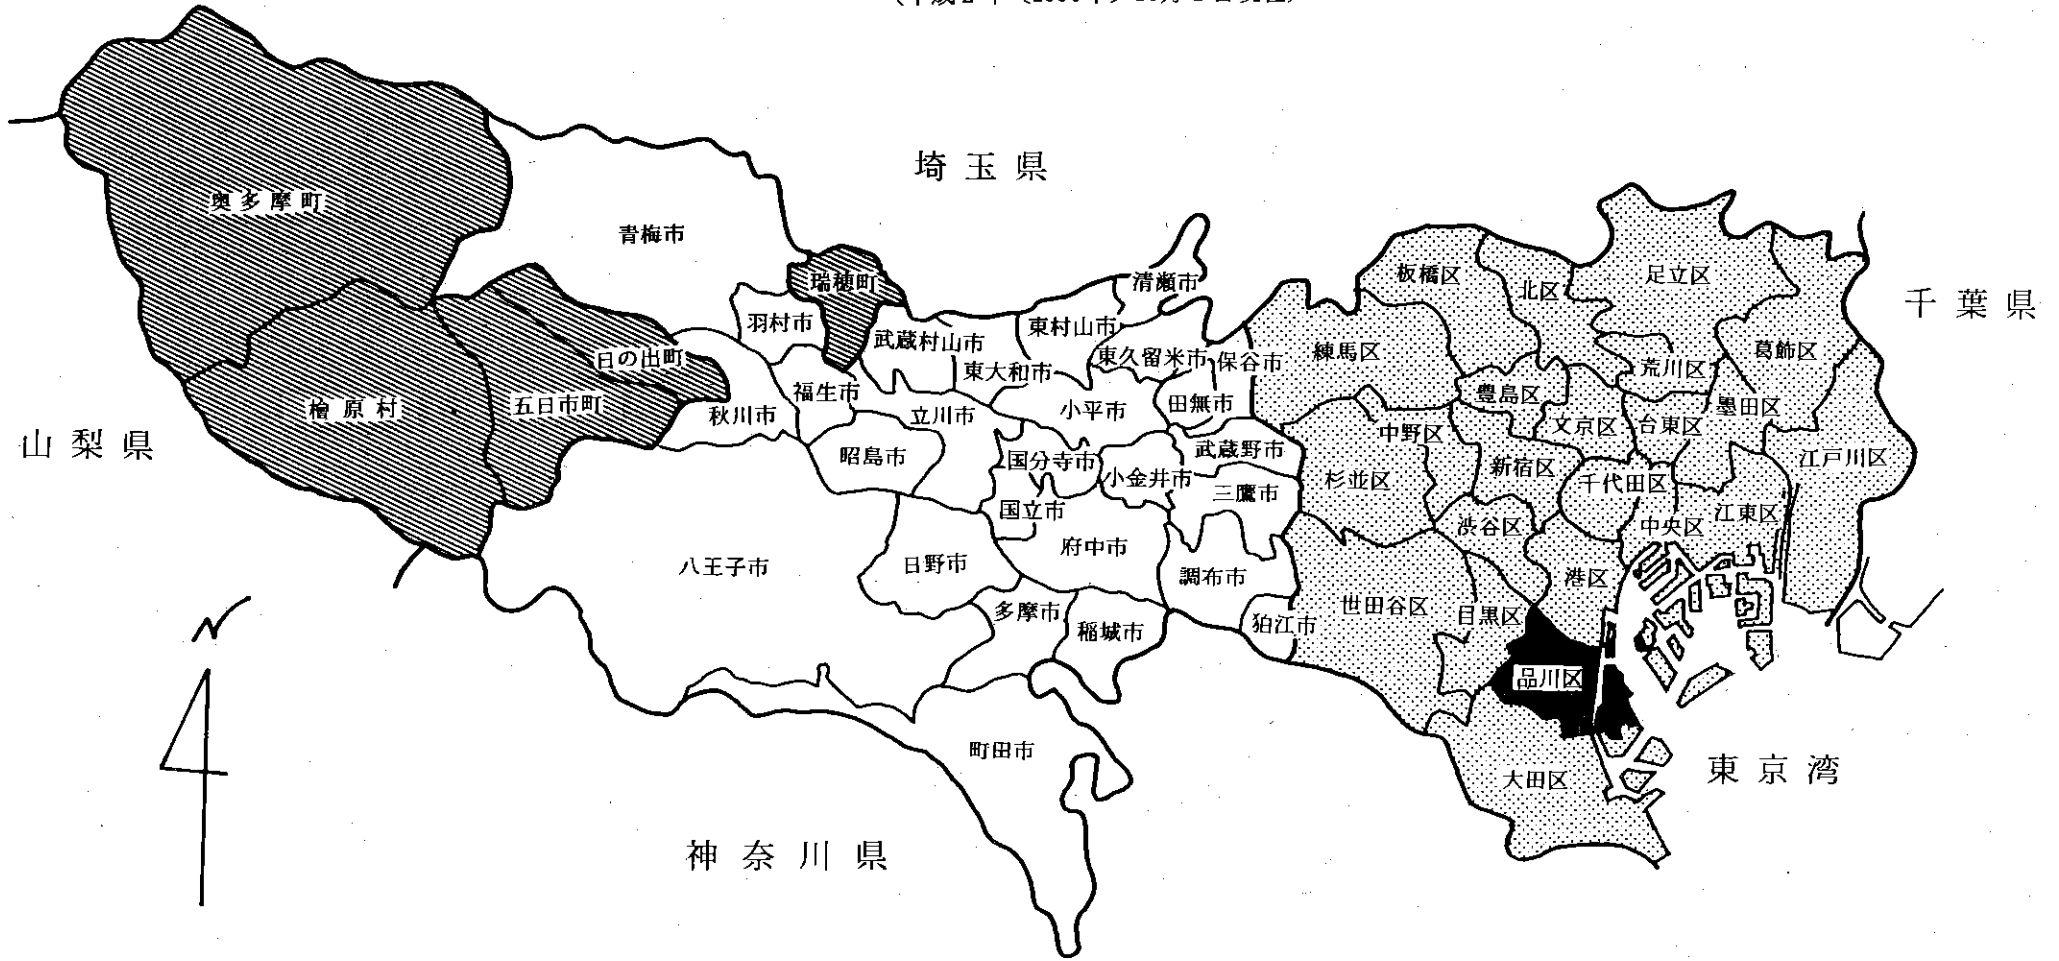 埼玉県
奥多摩町
青梅市
瑞穂町
清瀬市
板橋区
北区
足立区
千葉県
羽村市
武蔵村山市
東村山市
東久留米市
保谷市
練馬区
荒川区
葛飾区
日の出町
東大和市
福生市
田無市
豊島区
墨田区
檜原村
五日市町
秋川市
立川市
小平市
中野区
文京区
台東区
山梨県
昭島市
国分寺市
武蔵野市
新宿区
江戸川区
小金井市
三鷹市
杉並区
千代田区
国立市
渋谷区
中央区
江東区
八王子市
日野市
府中市
調布市
港区
多摩市
稲城市
狛江市
世田谷区
目黒区
N
品川区
町田市
大田区
東京湾
神奈川県